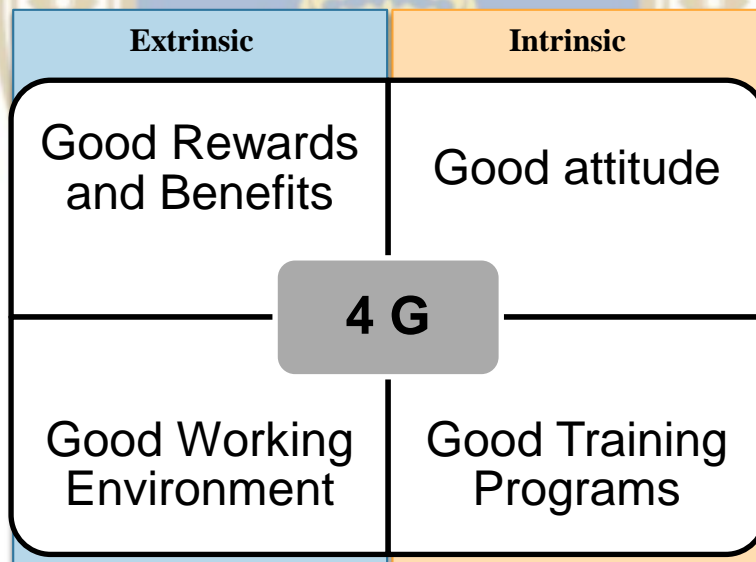 Extrinsic
Intrinsic
Good Rewards
and Benefits
Good attitude
4 G
Good Working
Environment
Good Training
Programs